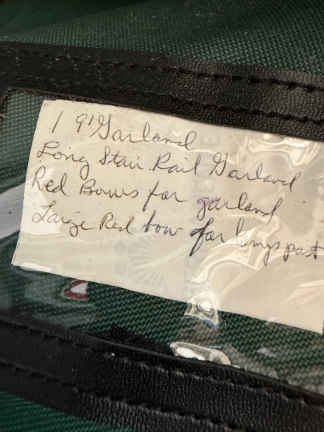 1 9' Garland
Long Stair Rail Garland
Red Bows for garland
Large Red bow for